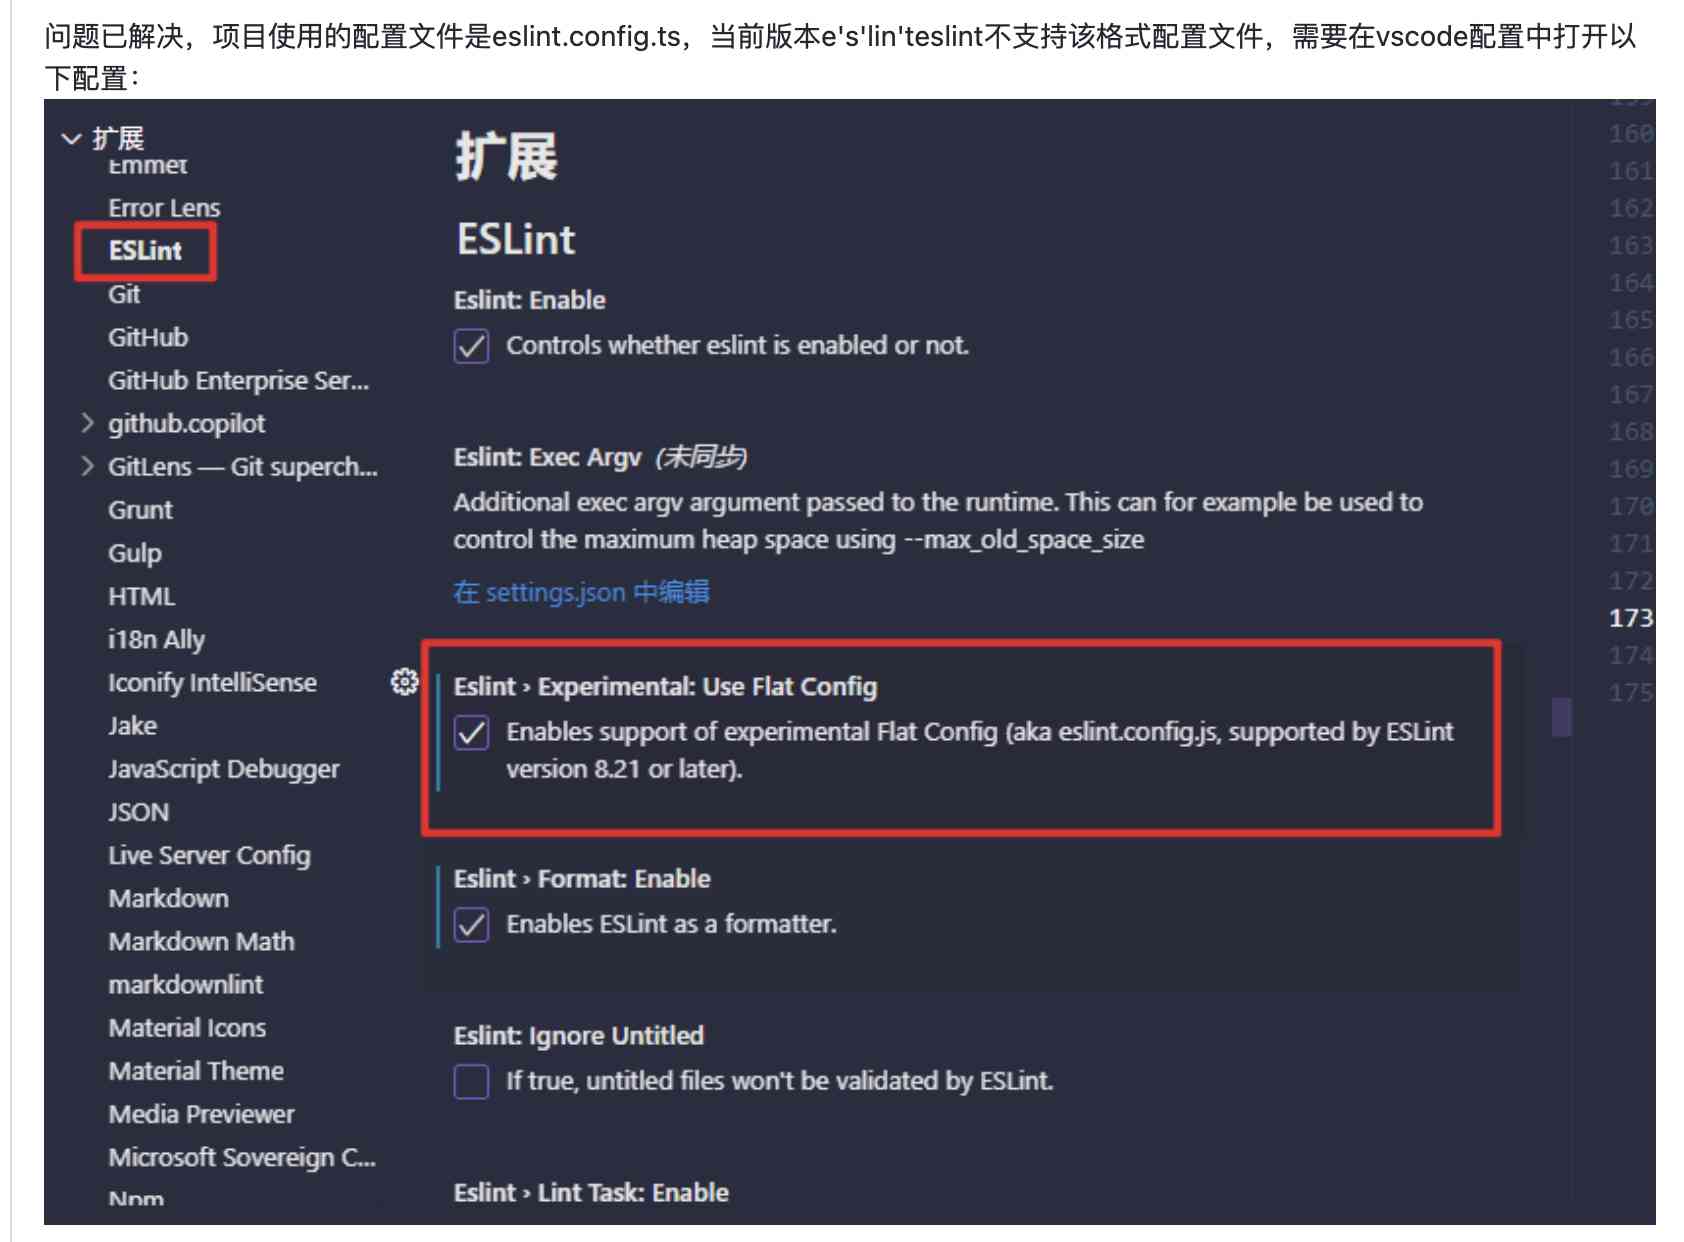 问题已解决，项目使用的配置文件是eslint.config.ts，当前版本e's'lin'teslint不支持该格式配置文件，需要在vscode配置中打开以
下配置：
扩展
Emmet
Error Lens
ESLint
Git
GitHub
GitHub Enterprise Ser...
github.copilot
GitLens — Git superch...
Grunt
Gulp
HTML
i18n Ally
Iconify IntelliSense
Jake
JavaScript Debugger
JSON
Live Server Config
Markdown
Markdown Math
markdownlint
Material Icons
Material Theme
Media Previewer
Microsoft Sovereign C...
Npm
扩展
ESLint
Eslint: Enable
Controls whether eslint is enabled or not.
Eslint: Exec Argv (未同步)
Additional exec argv argument passed to the runtime. This can for example be used to
control the maximum heap space using --max_old_space_size
在 settings.json 中编辑
Eslint › Experimental: Use Flat Config
Enables support of experimental Flat Config (aka eslint.config.js, supported by ESLint
version 8.21 or later).
Eslint › Format: Enable
Enables ESLint as a formatter.
Eslint: Ignore Untitled
If true, untitled files won't be validated by ESLint.
Eslint › Lint Task: Enable
160
161
162
163
164
165
166
167
168
169
170
171
172
173
174
175